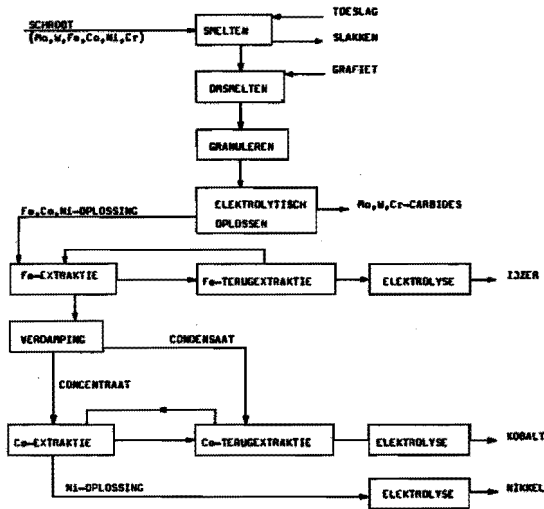 TOESLAG
SCHROOT
(Mo,W,Fe,Co,Ni,Cr)
SMELTEN
SLAKKEN
GRAFIET
OMSMELTEN
GRANULEREN
ELEKTROLYTISCH
OPLOSSEN
Mo,W,Cr-CARBIDES
Fe,Co,Ni-OPLOSSING
Fe-EXTRAKTIE
Fe-TERUGEXTRAKTIE
ELEKTROLYSE
IJZER
VERDAMPING
CONDENSAAT
CONCENTRAAT
Co-EXTRAKTIE
Co-TERUGEXTRAKTIE
ELEKTROLYSE
KOBALT
Ni-OPLOSSING
ELEKTROLYSE
NIKKEL